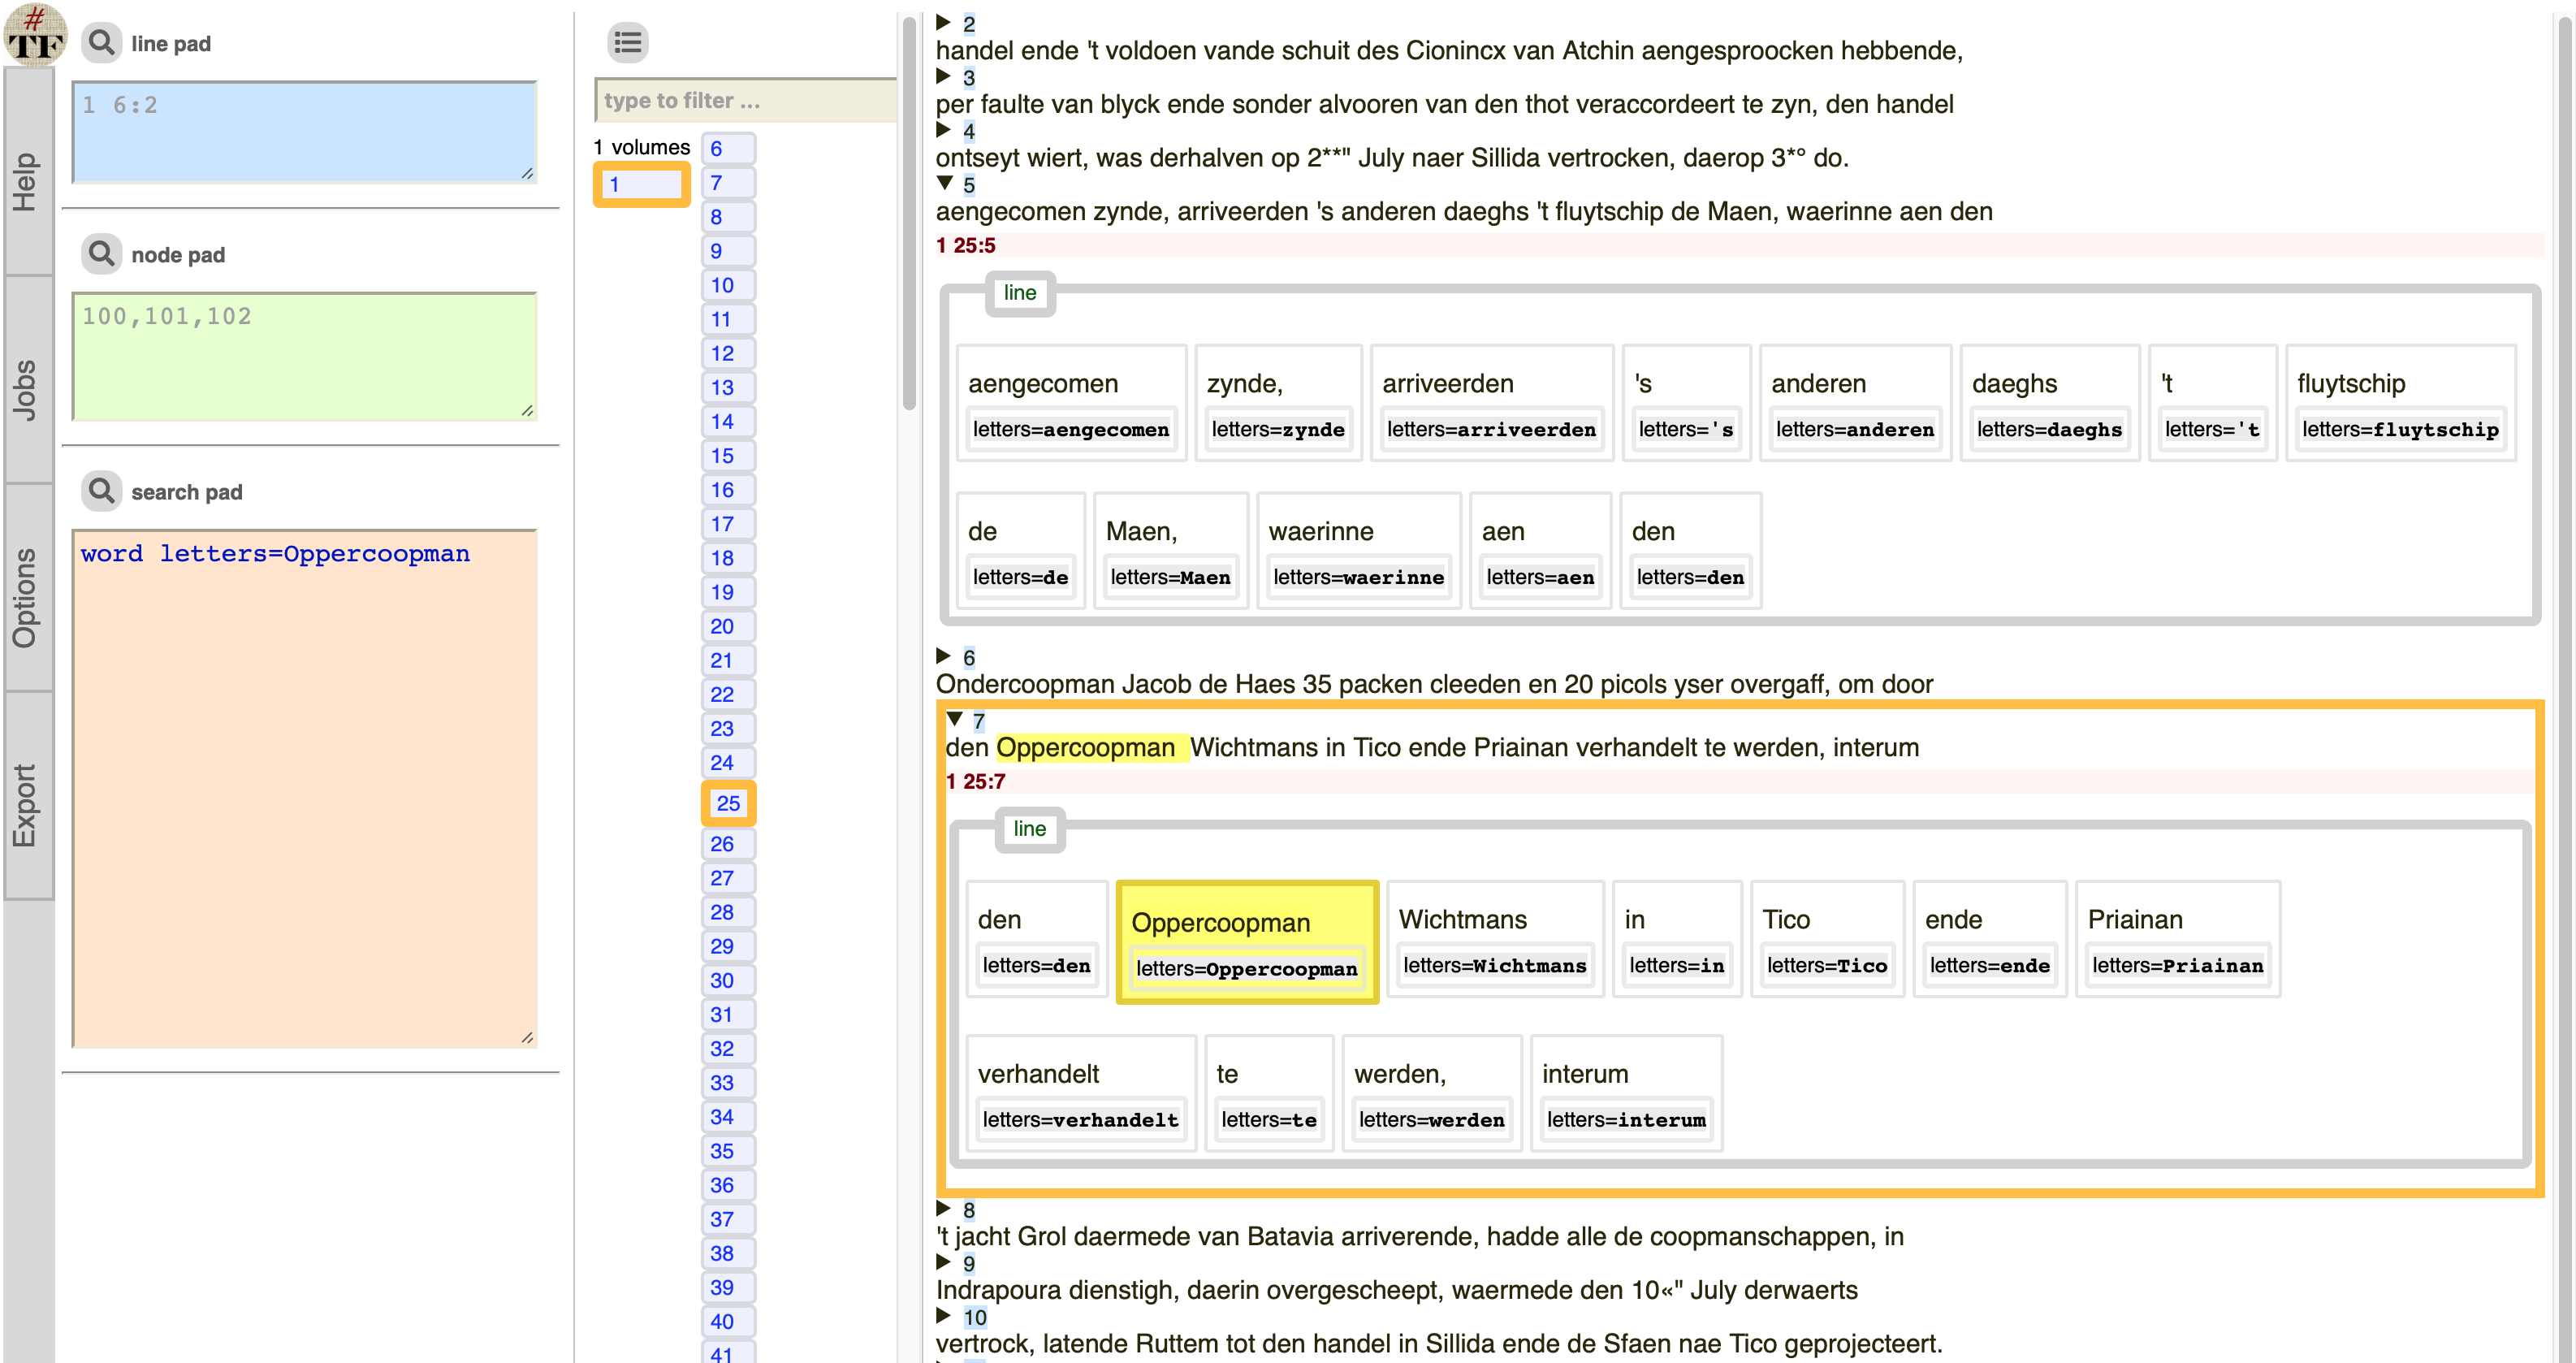 #
TF
Help
Jobs
Options
Export
line pad
1 6:2
node pad
100,101,102
search pad
word letters=Oppercoopman
type to filter ...
1 volumes
1
6
7
8
9
10
11
12
13
14
15
16
17
18
19
20
21
22
23
24
25
26
27
28
29
30
31
32
33
34
35
36
37
38
39
40
41
2
handel ende 't voldoen vande schuit des Cionincx van Atchin aengesproocken hebbende,
3
per faulte van blyck ende sonder alvooren van den thot veraccordeert te zyn, den handel
4
ontseyt wiert, was derhalven op 2**" July naer Sillida vertrocken, daerop 3*° do.
5
aengecomen zynde, arriveerden 's anderen daeghs 't fluytschip de Maen, waerinne aen den
1 25:5
line
aengecomen zynde, arriveerden 's anderen daeghs 't fluytschip
letters=aengecomen letters=zynde letters=arriveerden letters='s letters=anderen letters=daeghs letters='t letters=fluytschip
de Maen, waerinne aen den
letters=de letters=Maen letters=waerinne letters=aen letters=den
6
Ondercoopman Jacob de Haes 35 packen cleeden en 20 picols yser overgaff, om door
7
den Oppercoopman Wichtmans in Tico ende Priainan verhandelt te werden, interum
1 25:7
line
den Oppercoopman Wichtmans in Tico ende Priainan
letters=den letters=Oppercoopman letters=Wichtmans letters=in letters=Tico letters=ende letters=Priainan
verhandelt te werden, interum
letters=verhandelt letters=te letters=werden letters=interum
8
't jacht Grol daermede van Batavia arriverende, hadde alle de coopmanschappen, in
9
Indrapoura dienstigh, daerin overgescheept, waermede den 10«" July derwaerts
10
vertrock, latende Ruttem tot den handel in Sillida ende de Sfaen nae Tico geprojecteert.